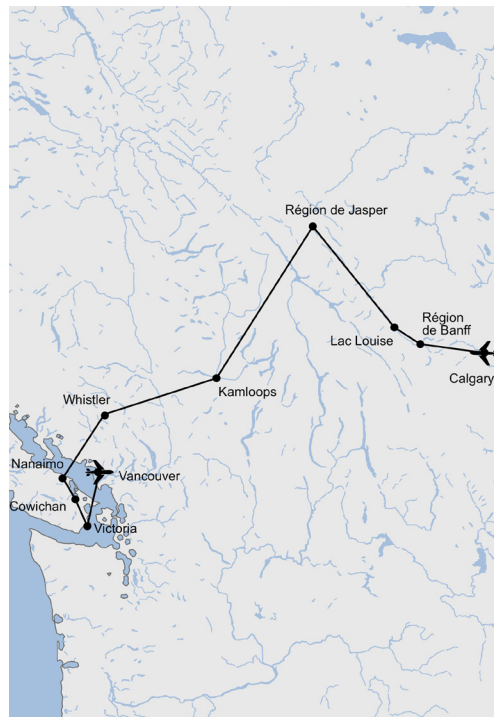 Région de Jasper
Région
de Banff
Lac Louise
Calgary
Kamloops
Whistler
Nanaimo
Vancouver
Cowichan
Victoria